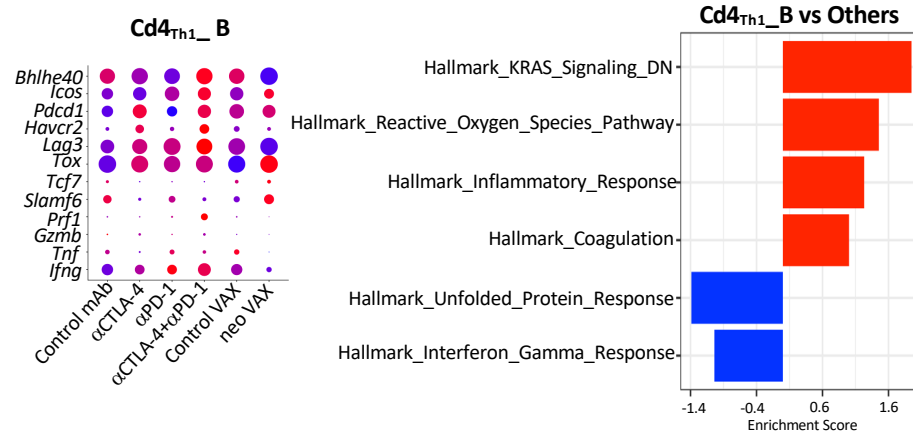 Cd4Th1_ B
Bhlhe40
Icos
Pdcd1
Havcr2
Lag3
Tox
Tcf7
Slamf6
Prf1
Gzmb
Tnf
Ifng
Control mAb
αCTLA-4
αPD-1
αCTLA-4+αPD-1
Control VAX
neo VAX
Cd4Th1_B vs Others
Hallmark_KRAS_Signaling_DN
Hallmark_Reactive_Oxygen_Species_Pathway
Hallmark_Inflammatory_Response
Hallmark_Coagulation
Hallmark_Unfolded_Protein_Response
Hallmark_Interferon_Gamma_Response
-1.4 -0.4 0.6 1.6
Enrichment Score